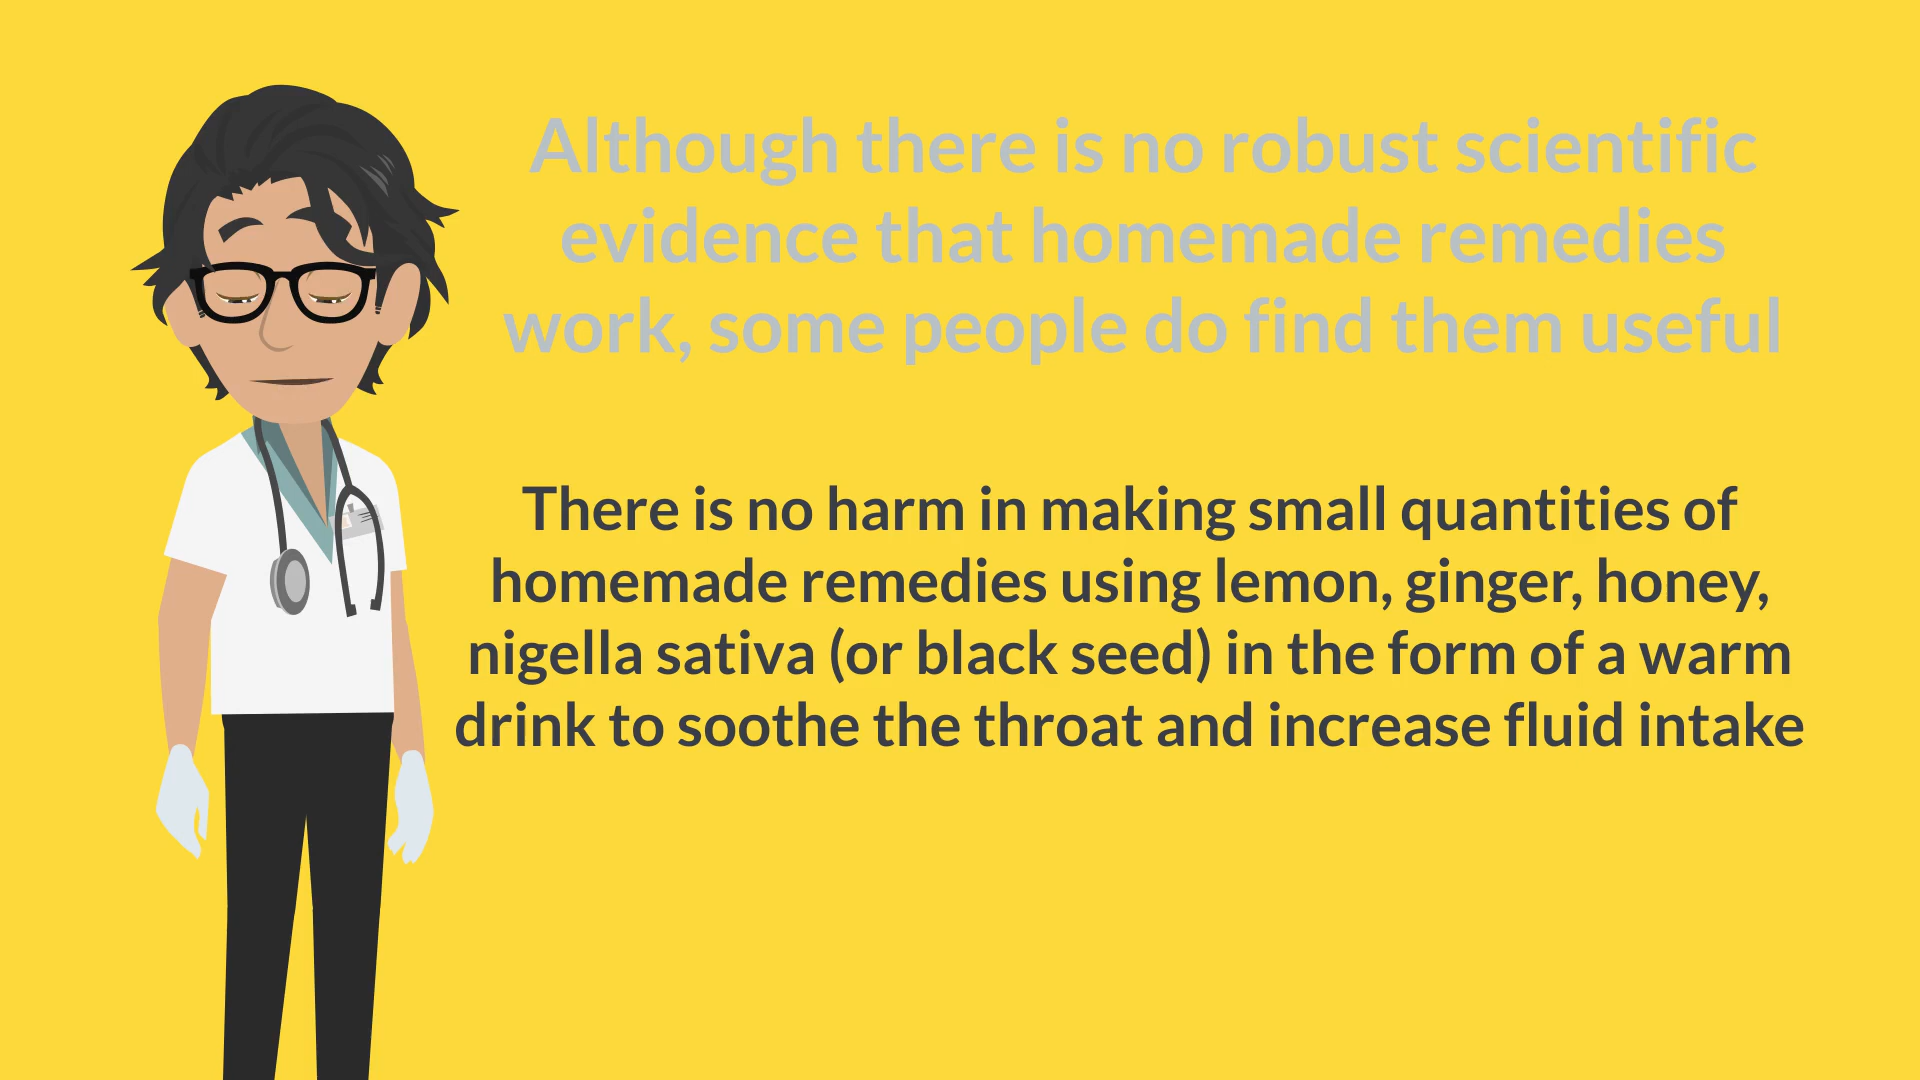 Although there is no robust scientific
evidence that homemade remedies
work, some people do find them useful
There is no harm in making small quantities of
homemade remedies using lemon, ginger, honey,
nigella sativa (or black seed) in the form of a warm
drink to soothe the throat and increase fluid intake